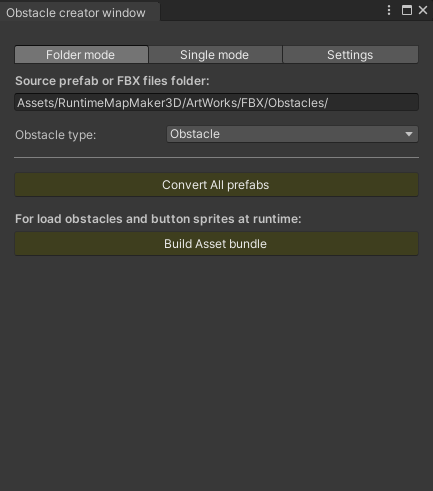 Obstacle creator window
Folder mode Single mode Settings
Source prefab or FBX files folder:
Assets/RuntimeMapMaker3D/ArtWorks/FBX/Obstacles/
Obstacle type: Obstacle
Convert All prefabs
For load obstacles and button sprites at runtime:
Build Asset bundle